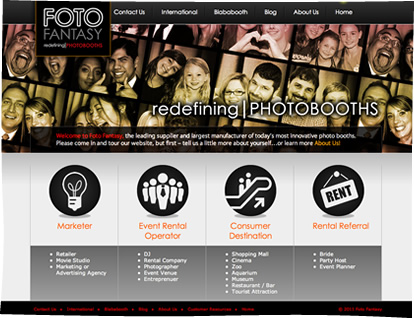 FOTO
FANTASY
redefining|PHOTOBOOTHS
Contact Us
International
Blababooth
Blog
About Us
Home
redefining|PHOTOBOOTHS
Welcome to Foto Fantasy, the leading supplier and largest manufacturer of today's most innovative photo booths.
Please come in and tour our website, but first - tell us a little more about yourself...or learn more About Us!
RENT
Marketer
Event Rental
Operator
Consumer
Destination
Rental Referral
• Retailer
• Movie Studio
• Marketing or
Advertising Agency
• DJ
• Rental Company
• Photographer
• Event Venue
• Entreprenuer
• Shopping Mall
• Cinema
• Zoo
• Aquarium
• Museum
• Restaurant / Bar
• Tourist Attraction
• Bride
• Party Host
• Event Planner
Contact Us | International | Blababooth | Blog | About Us | Customer Resources | Home
Foto Fantasy